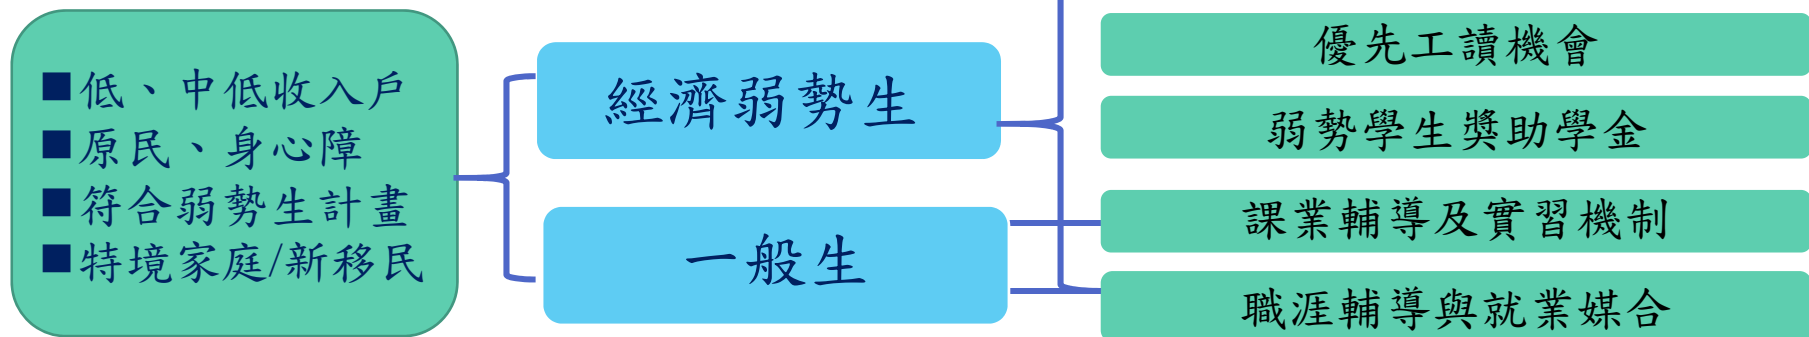 ■低、中低收入戶
■原民、身心障
■符合弱勢生計畫
■特境家庭/新移民
經濟弱勢生
一般生
優先工讀機會
弱勢學生獎助學金
課業輔導及實習機制
職涯輔導與就業媒合